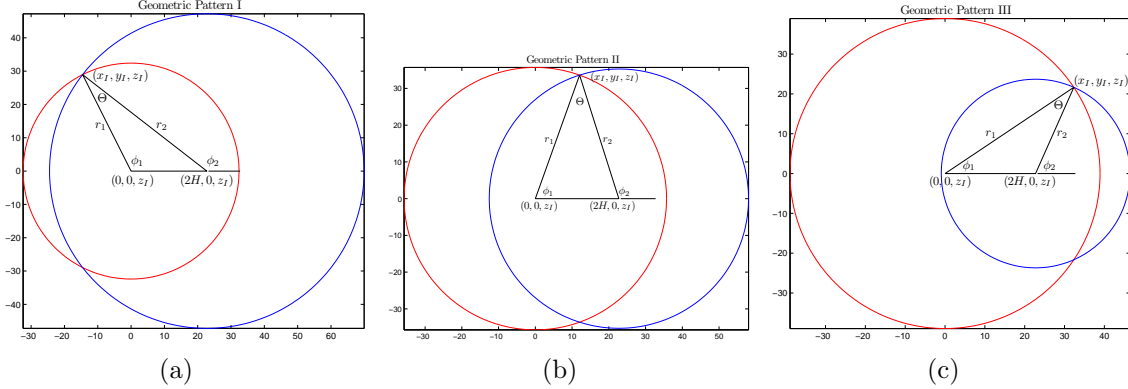 Geometric Pattern I
40
30
20
10
0
−10
−20
−30
−40
−30 −20 −10 0 10 20 30 40 50 60
(x_I, y_I, z_I)
Θ
r_1
r_2
ϕ_1
ϕ_2
(0, 0, z_I)
(2H, 0, z_I)
(a)
Geometric Pattern II
30
20
10
0
−10
−20
−30
−30 −20 −10 0 10 20 30 40 50
(x_I, y_I, z_I)
Θ
r_1
r_2
ϕ_1
ϕ_2
(0, 0, z_I)
(2H, 0, z_I)
(b)
Geometric Pattern III
30
20
10
0
−10
−20
−30
−30 −20 −10 0 10 20 30 40
(x_I, y_I, z_I)
Θ
r_1
r_2
ϕ_1
ϕ_2
(0, 0, z_I)
(2H, 0, z_I)
(c)